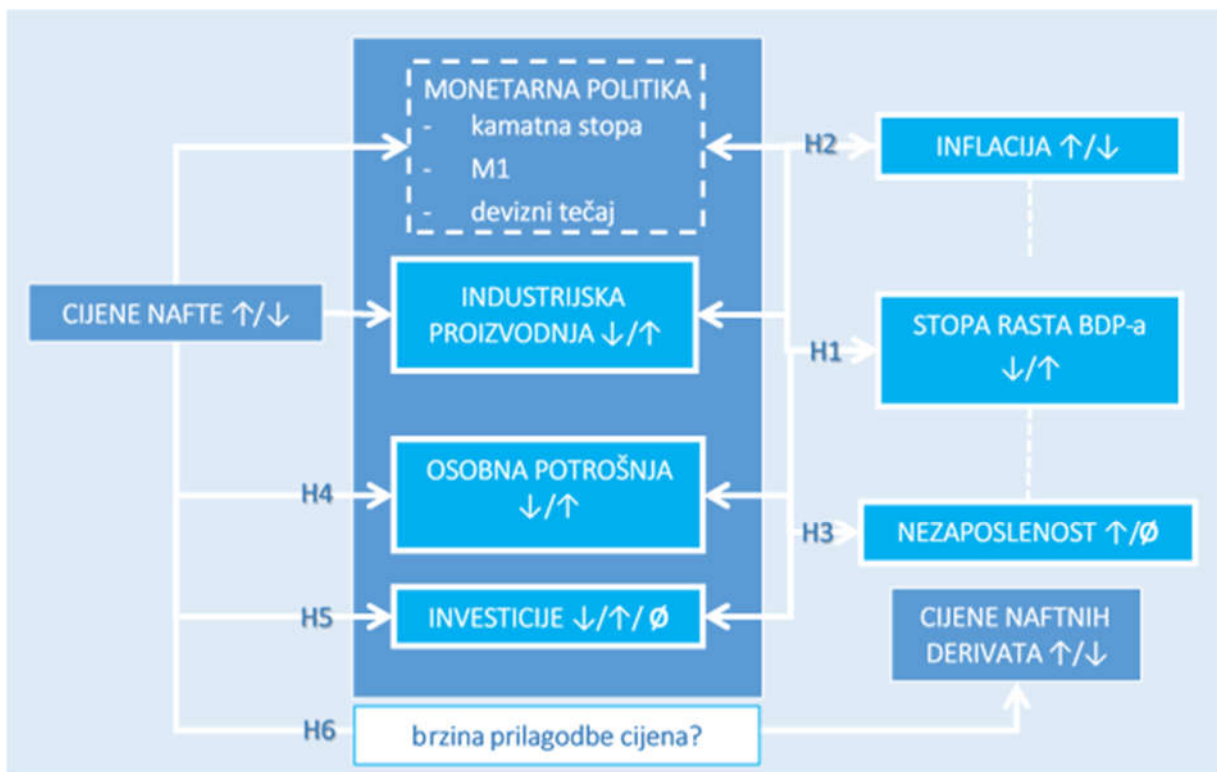 MONETARNA POLITIKA
- kamatna stopa
- M1
- devizni tečaj
H2
INFLACIJA ↑/↓
CIJENE NAFTE ↑/↓
INDUSTRIJSKA
PROIZVODNJA ↓/↑
H1
STOPA RASTA BDP-a
↓/↑
H4
OSOBNA POTROŠNJA
↓/↑
H3
NEZAPOSLENOST ↑/Ø
H5
INVESTICIJE ↓/↑/ Ø
CIJENE NAFTNIH
DERIVATA ↑/↓
H6
brzina prilagodbe cijena?